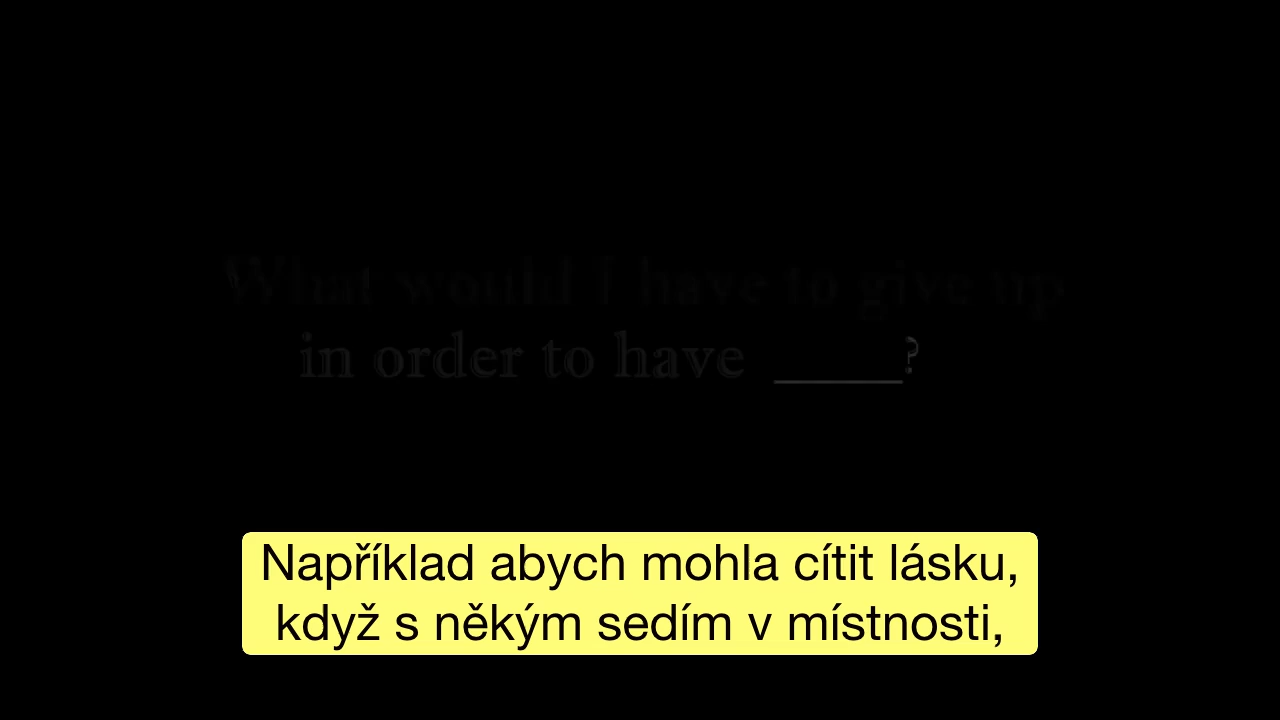 What would I have to give up
in order to have _____?
Například abych mohla cítit lásku,
když s někým sedím v místnosti,